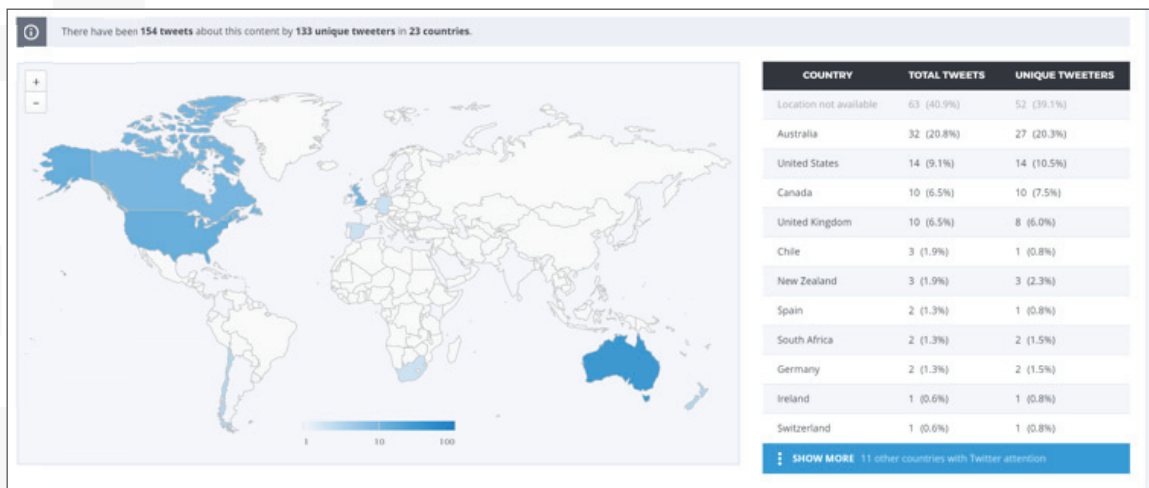 There have been 154 tweets about this content by 133 unique tweeters in 23 countries.
+
−
COUNTRY TOTAL TWEETS UNIQUE TWEETERS
Location not available 63 (40.9%) 52 (39.1%)
Australia 32 (20.8%) 27 (20.3%)
United States 14 (9.1%) 14 (10.5%)
Canada 10 (6.5%) 10 (7.5%)
United Kingdom 10 (6.5%) 8 (6.0%)
Chile 3 (1.9%) 1 (0.8%)
New Zealand 3 (1.9%) 3 (2.3%)
Spain 2 (1.3%) 1 (0.8%)
South Africa 2 (1.3%) 2 (1.5%)
Germany 2 (1.3%) 2 (1.5%)
Ireland 1 (0.6%) 1 (0.8%)
Switzerland 1 (0.6%) 1 (0.8%)
SHOW MORE 11 other countries with Twitter attention
1 10 100